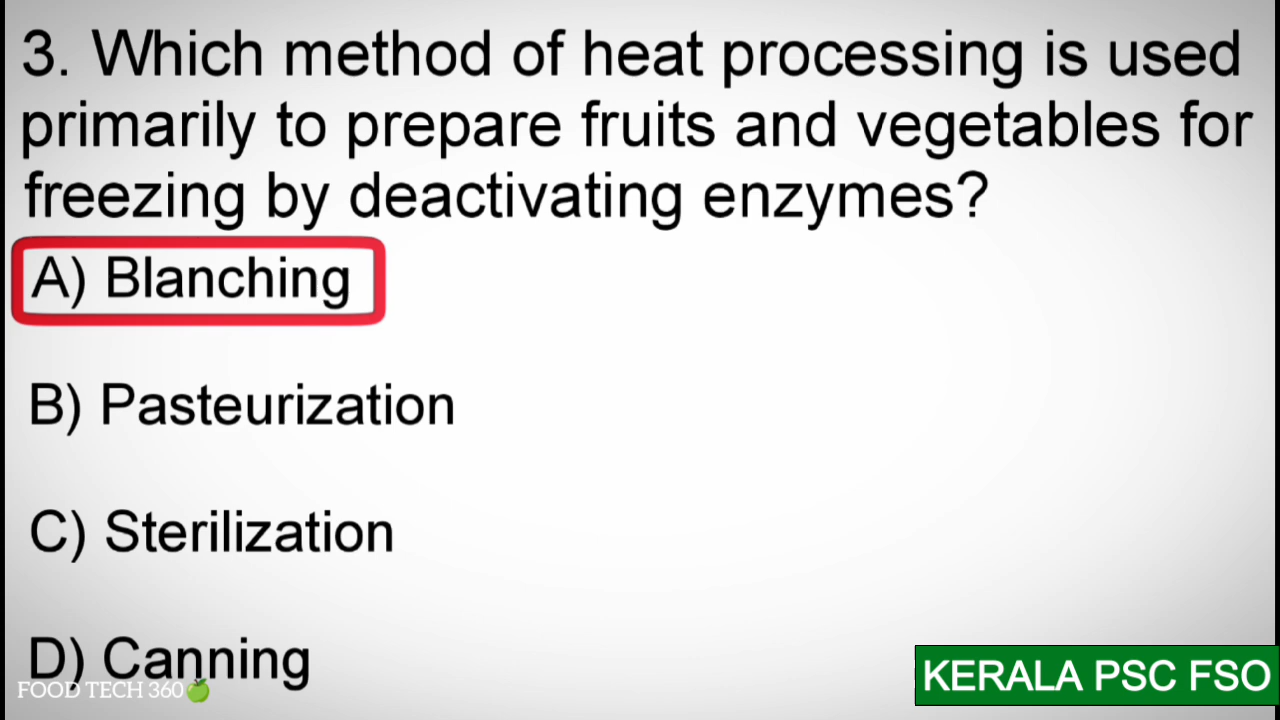 3. Which method of heat processing is used
primarily to prepare fruits and vegetables for
freezing by deactivating enzymes?
A) Blanching
B) Pasteurization
C) Sterilization
D) Canning
FOOD TECH 360
KERALA PSC FSO